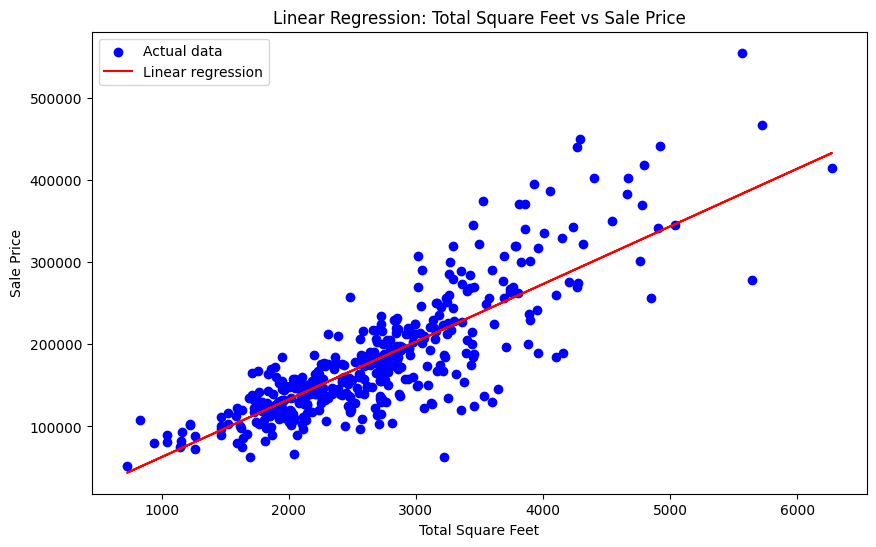 Linear Regression: Total Square Feet vs Sale Price
Actual data
Linear regression
500000
400000
300000
200000
100000
Sale Price
1000 2000 3000 4000 5000 6000
Total Square Feet